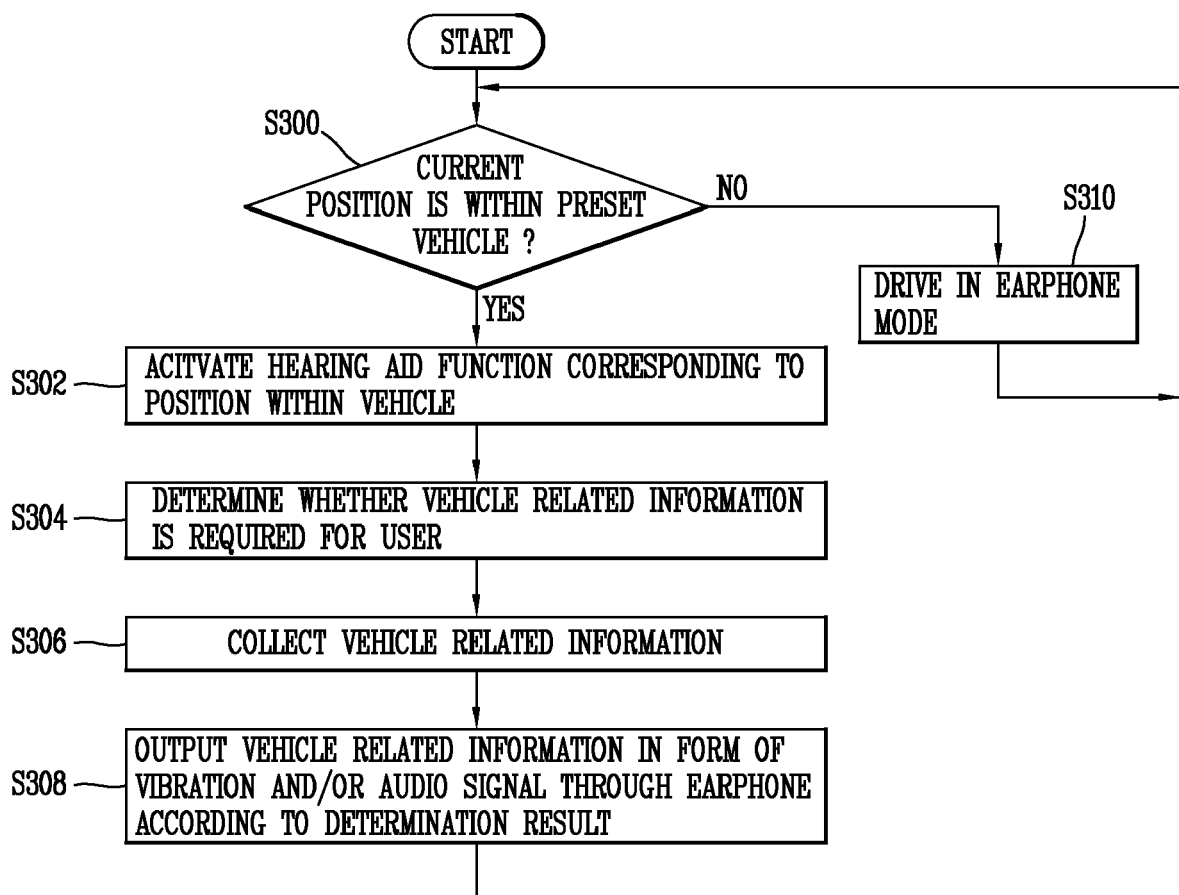 START
S300
CURRENT
POSITION IS WITHIN PRESET
VEHICLE ?
NO
S310
DRIVE IN EARPHONE
MODE
YES
S302
ACITVATE HEARING AID FUNCTION CORRESPONDING TO
POSITION WITHIN VEHICLE
S304
DETERMINE WHETHER VEHICLE RELATED INFORMATION
IS REQUIRED FOR USER
S306
COLLECT VEHICLE RELATED INFORMATION
S308
OUTPUT VEHICLE RELATED INFORMATION IN FORM OF
VIBRATION AND/OR AUDIO SIGNAL THROUGH EARPHONE
ACCORDING TO DETERMINATION RESULT